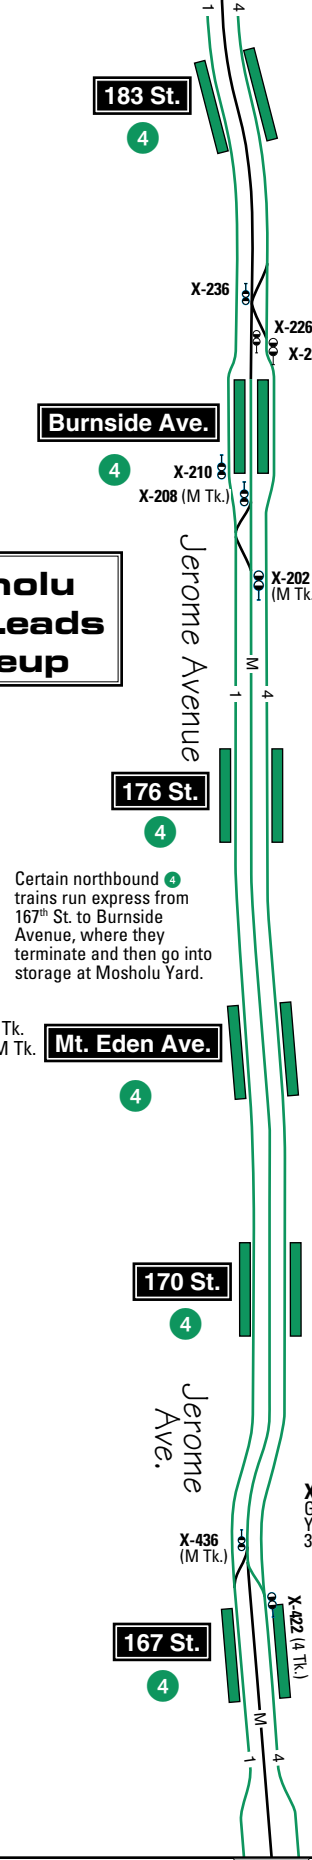 1 4
183 St.
4
X-236
X-226
X-2
Burnside Ave.
4
X-210
X-208 (M Tk.)
X-202
(M Tk.
Jerome Avenue
nolu
Leads
eup
M
1 4
176 St.
4
Certain northbound 4
trains run express from
167th St. to Burnside
Avenue, where they
terminate and then go into
storage at Mosholu Yard.
Tk.
M Tk.
Mt. Eden Ave.
4
170 St.
4
Jerome
Ave.
X
G
Y
3
X-436
(M Tk.)
X-422 (4 Tk.)
167 St.
4
M
1 4